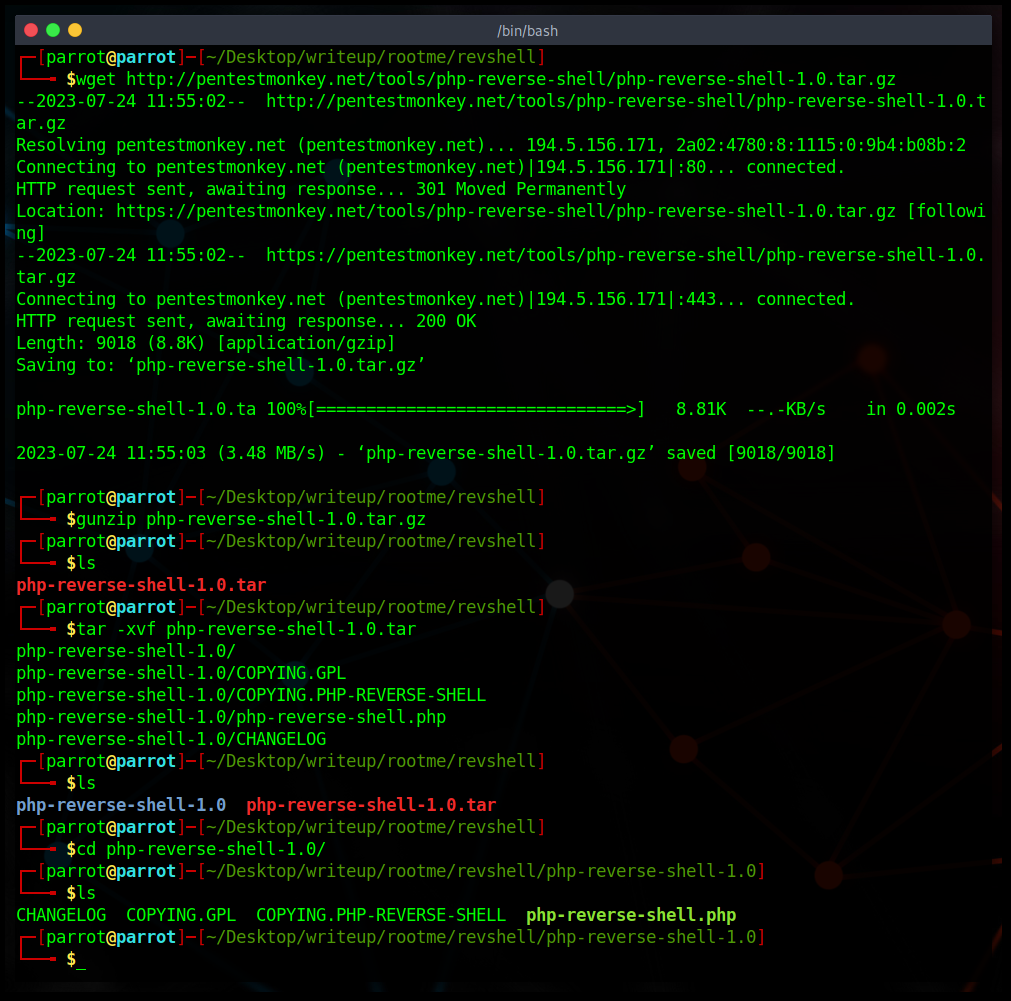 /bin/bash
┌─[parrot@parrot]─[~/Desktop/writeup/rootme/revshell]
└──╼ $wget http://pentestmonkey.net/tools/php-reverse-shell/php-reverse-shell-1.0.tar.gz
--2023-07-24 11:55:02--  http://pentestmonkey.net/tools/php-reverse-shell/php-reverse-shell-1.0.t
ar.gz
Resolving pentestmonkey.net (pentestmonkey.net)... 194.5.156.171, 2a02:4780:8:1115:0:9b4:b08b:2
Connecting to pentestmonkey.net (pentestmonkey.net)|194.5.156.171|:80... connected.
HTTP request sent, awaiting response... 301 Moved Permanently
Location: https://pentestmonkey.net/tools/php-reverse-shell/php-reverse-shell-1.0.tar.gz [followi
ng]
--2023-07-24 11:55:02--  https://pentestmonkey.net/tools/php-reverse-shell/php-reverse-shell-1.0.
tar.gz
Connecting to pentestmonkey.net (pentestmonkey.net)|194.5.156.171|:443... connected.
HTTP request sent, awaiting response... 200 OK
Length: 9018 (8.8K) [application/gzip]
Saving to: ‘php-reverse-shell-1.0.tar.gz’
php-reverse-shell-1.0.ta 100%[===============================>]   8.81K  --.-KB/s    in 0.002s
2023-07-24 11:55:03 (3.48 MB/s) - ‘php-reverse-shell-1.0.tar.gz’ saved [9018/9018]
┌─[parrot@parrot]─[~/Desktop/writeup/rootme/revshell]
└──╼ $gunzip php-reverse-shell-1.0.tar.gz
┌─[parrot@parrot]─[~/Desktop/writeup/rootme/revshell]
└──╼ $ls
php-reverse-shell-1.0.tar
┌─[parrot@parrot]─[~/Desktop/writeup/rootme/revshell]
└──╼ $tar -xvf php-reverse-shell-1.0.tar
php-reverse-shell-1.0/
php-reverse-shell-1.0/COPYING.GPL
php-reverse-shell-1.0/COPYING.PHP-REVERSE-SHELL
php-reverse-shell-1.0/php-reverse-shell.php
php-reverse-shell-1.0/CHANGELOG
┌─[parrot@parrot]─[~/Desktop/writeup/rootme/revshell]
└──╼ $ls
php-reverse-shell-1.0  php-reverse-shell-1.0.tar
┌─[parrot@parrot]─[~/Desktop/writeup/rootme/revshell]
└──╼ $cd php-reverse-shell-1.0/
┌─[parrot@parrot]─[~/Desktop/writeup/rootme/revshell/php-reverse-shell-1.0]
└──╼ $ls
CHANGELOG  COPYING.GPL  COPYING.PHP-REVERSE-SHELL  php-reverse-shell.php
┌─[parrot@parrot]─[~/Desktop/writeup/rootme/revshell/php-reverse-shell-1.0]
└──╼ $_